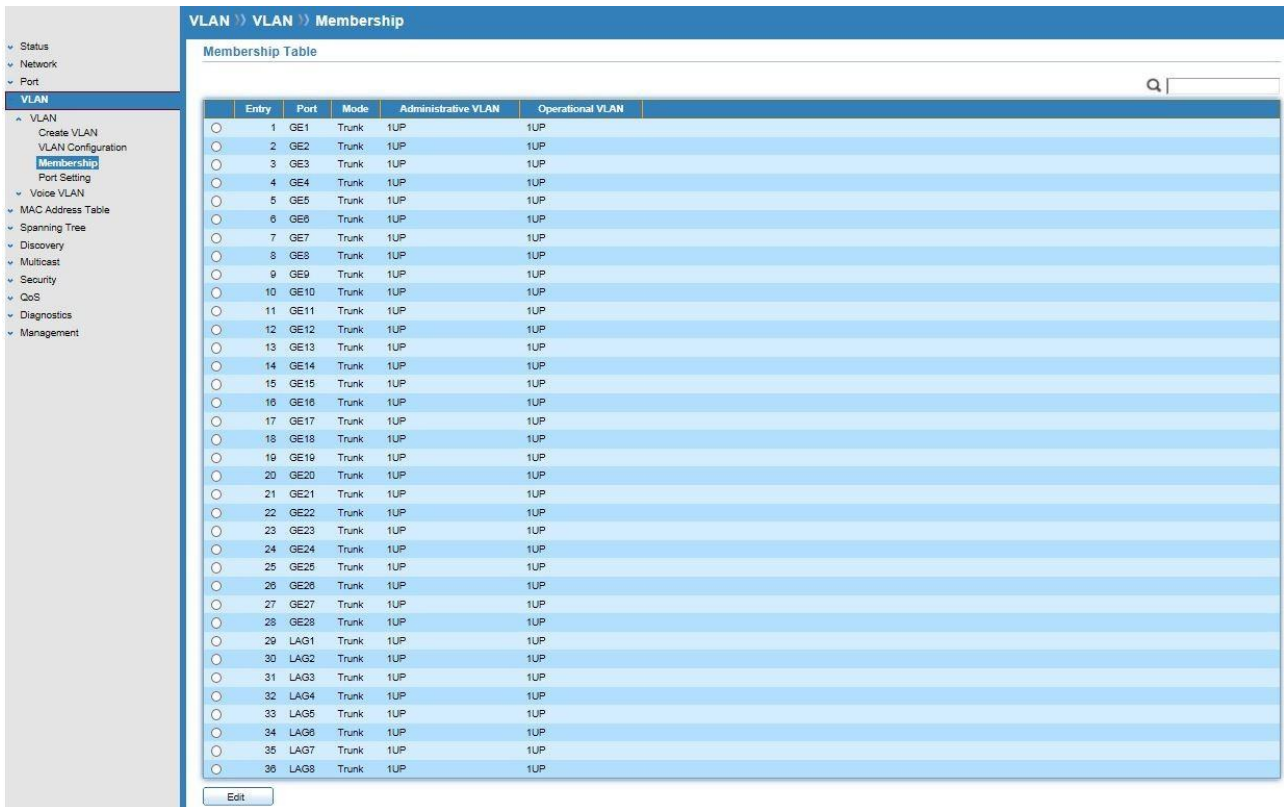 VLAN » VLAN » Membership
Status
Network
Port
VLAN
VLAN
Create VLAN
VLAN Configuration
Membership
Port Setting
Voice VLAN
MAC Address Table
Spanning Tree
Discovery
Multicast
Security
QoS
Diagnostics
Management
Membership Table
Entry Port Mode Administrative VLAN Operational VLAN
1 GE1 Trunk 1UP 1UP
2 GE2 Trunk 1UP 1UP
3 GE3 Trunk 1UP 1UP
4 GE4 Trunk 1UP 1UP
5 GE5 Trunk 1UP 1UP
6 GE6 Trunk 1UP 1UP
7 GE7 Trunk 1UP 1UP
8 GE8 Trunk 1UP 1UP
9 GE9 Trunk 1UP 1UP
10 GE10 Trunk 1UP 1UP
11 GE11 Trunk 1UP 1UP
12 GE12 Trunk 1UP 1UP
13 GE13 Trunk 1UP 1UP
14 GE14 Trunk 1UP 1UP
15 GE15 Trunk 1UP 1UP
16 GE16 Trunk 1UP 1UP
17 GE17 Trunk 1UP 1UP
18 GE18 Trunk 1UP 1UP
19 GE19 Trunk 1UP 1UP
20 GE20 Trunk 1UP 1UP
21 GE21 Trunk 1UP 1UP
22 GE22 Trunk 1UP 1UP
23 GE23 Trunk 1UP 1UP
24 GE24 Trunk 1UP 1UP
25 GE25 Trunk 1UP 1UP
26 GE26 Trunk 1UP 1UP
27 GE27 Trunk 1UP 1UP
28 GE28 Trunk 1UP 1UP
29 LAG1 Trunk 1UP 1UP
30 LAG2 Trunk 1UP 1UP
31 LAG3 Trunk 1UP 1UP
32 LAG4 Trunk 1UP 1UP
33 LAG5 Trunk 1UP 1UP
34 LAG6 Trunk 1UP 1UP
35 LAG7 Trunk 1UP 1UP
36 LAG8 Trunk 1UP 1UP
Edit